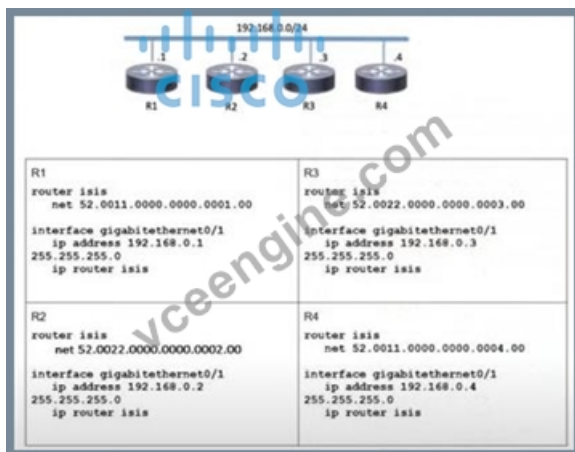 192.168.0.0/24
.1 .2 .3 .4
CISCO
R1 R2 R3 R4
R1
router isis
net 52.0011.0000.0000.0001.00
interface gigabitethernet0/1
ip address 192.168.0.1
255.255.255.0
ip router isis
R3
router isis
net 52.0022.0000.0000.0003.00
interface gigabitethernet0/1
ip address 192.168.0.3
255.255.255.0
ip router isis
R2
router isis
net 52.0022.0000.0000.0002.00
interface gigabitethernet0/1
ip address 192.168.0.2
255.255.255.0
ip router isis
R4
router isis
net 52.0011.0000.0000.0004.00
interface gigabitethernet0/1
ip address 192.168.0.4
255.255.255.0
ip router isis
vceengine.com